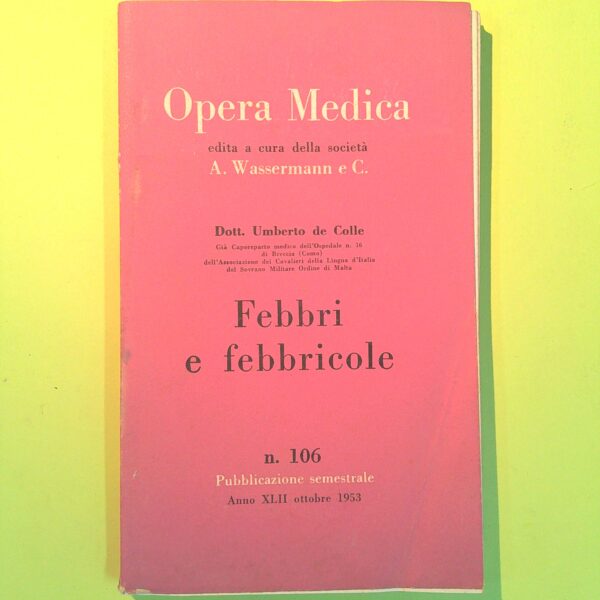 Opera Medica
edita a cura della società
A. Wassermann e C.
Dott. Umberto de Colle
Già Caporeparto medico dell'Ospedale n. 16
di Breccia (Como)
dell'Associazione dei Cavalieri della Lingua d'Italia
del Sovrano Militare Ordine di Malta
Febbri
e febbricole
n. 106
Pubblicazione semestrale
Anno XLII ottobre 1953